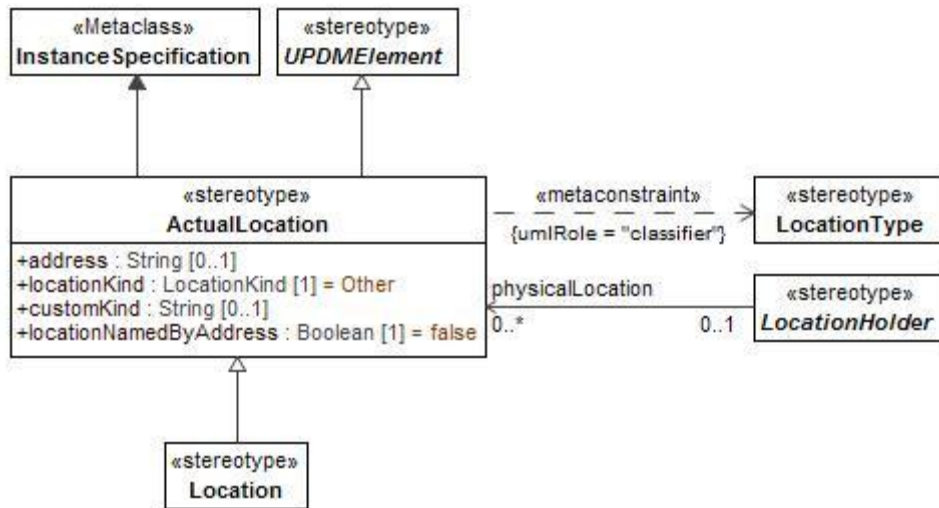 «Metaclass»
InstanceSpecification
«stereotype»
UPDMElement
«stereotype»
ActualLocation
+address : String [0..1]
+locationKind : LocationKind [1] = Other
+customKind : String [0..1]
+locationNamedByAddress : Boolean [1] = false
«metaconstraint»
{umlRole = "classifier"}
«stereotype»
LocationType
physicalLocation
0..*
0..1
«stereotype»
LocationHolder
«stereotype»
Location